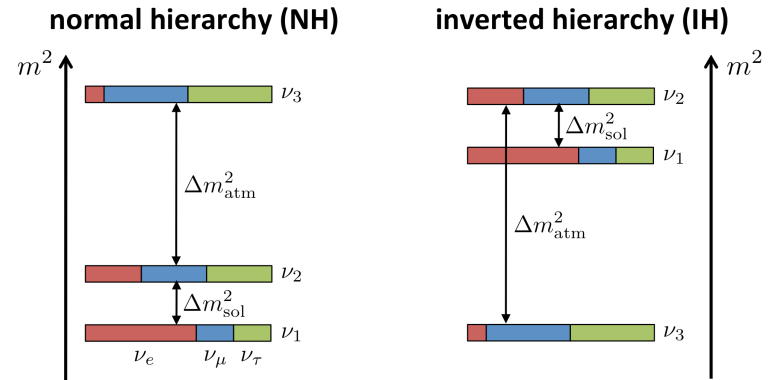 normal hierarchy (NH)
m²
ν₃
Δm²atm
ν₂
Δm²sol
ν₁
νₑ νμ ντ
inverted hierarchy (IH)
m²
ν₂
Δm²sol
ν₁
Δm²atm
ν₃